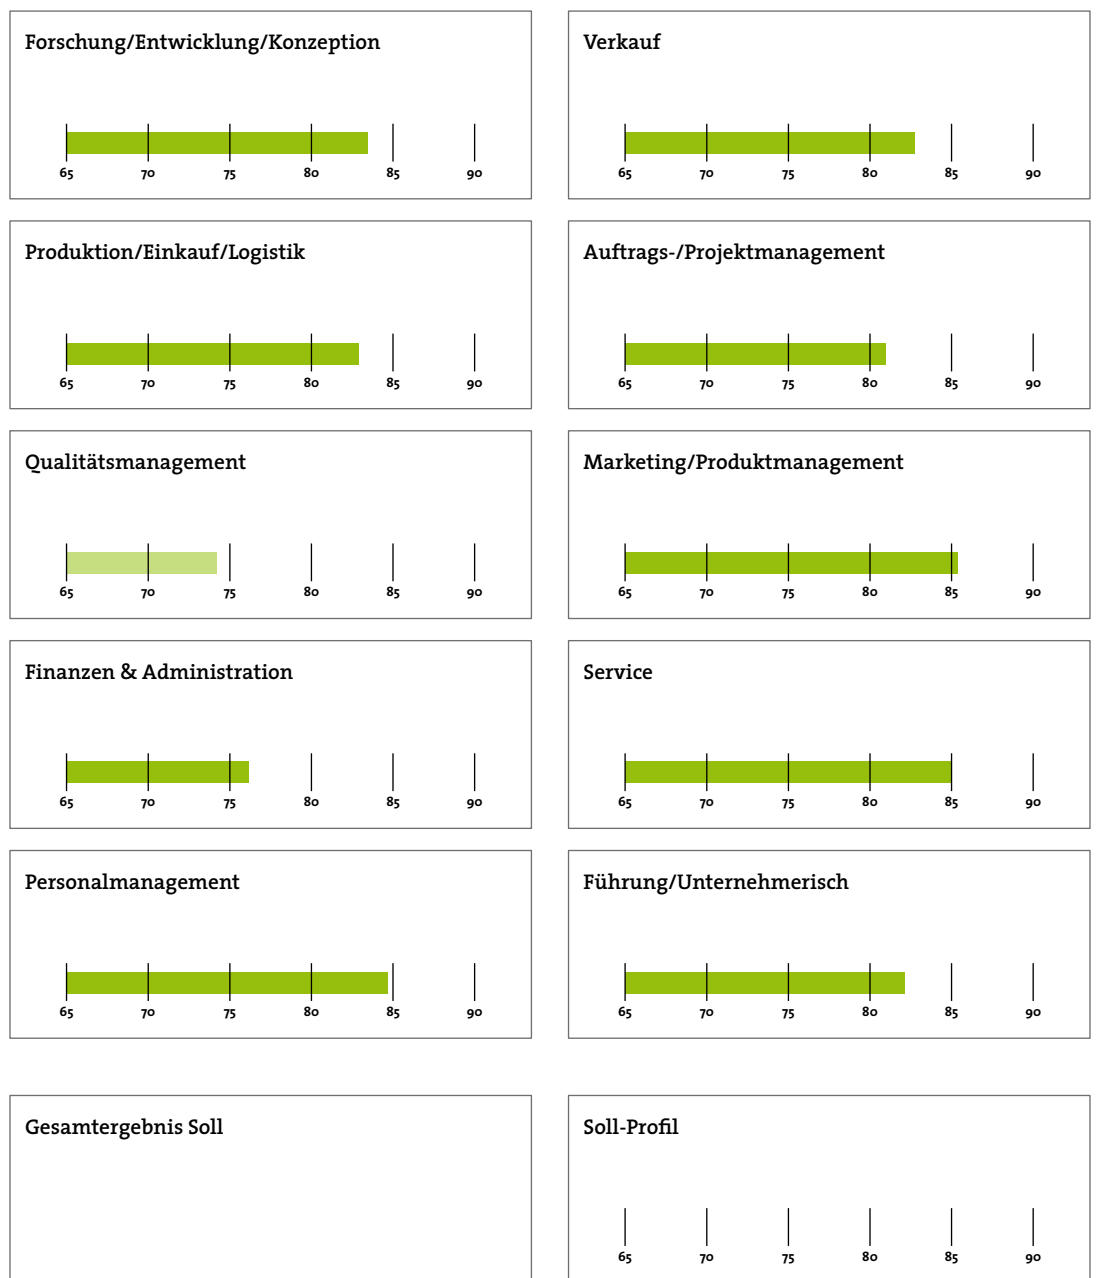 Forschung/Entwicklung/Konzeption
65 70 75 80 85 90
Verkauf
65 70 75 80 85 90
Produktion/Einkauf/Logistik
65 70 75 80 85 90
Auftrags-/Projektmanagement
65 70 75 80 85 90
Qualitätsmanagement
65 70 75 80 85 90
Marketing/Produktmanagement
65 70 75 80 85 90
Finanzen & Administration
65 70 75 80 85 90
Service
65 70 75 80 85 90
Personalmanagement
65 70 75 80 85 90
Führung/Unternehmerisch
65 70 75 80 85 90
Gesamtergebnis Soll
Soll-Profil
65 70 75 80 85 90